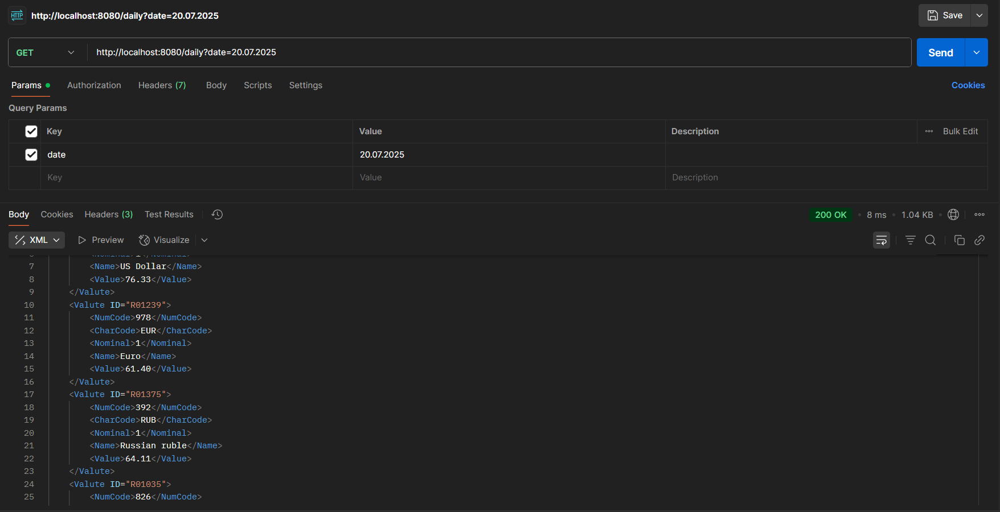 HTTP http://localhost:8080/daily?date=20.07.2025 Save
GET http://localhost:8080/daily?date=20.07.2025 Send
Params Authorization Headers (7) Body Scripts Settings Cookies
Query Params
Key Value Description Bulk Edit
date 20.07.2025
Key Value Description
Body Cookies Headers (3) Test Results 200 OK 8 ms 1.04 KB
XML Preview Visualize
7 <Name>US Dollar</Name>
8 <Value>76.33</Value>
9 </Valute>
10 <Valute ID="R01239">
11 <NumCode>978</NumCode>
12 <CharCode>EUR</CharCode>
13 <Nominal>1</Nominal>
14 <Name>Euro</Name>
15 <Value>61.40</Value>
16 </Valute>
17 <Valute ID="R01375">
18 <NumCode>392</NumCode>
19 <CharCode>RUB</CharCode>
20 <Nominal>1</Nominal>
21 <Name>Russian ruble</Name>
22 <Value>64.11</Value>
23 </Valute>
24 <Valute ID="R01035">
25 <NumCode>826</NumCode>